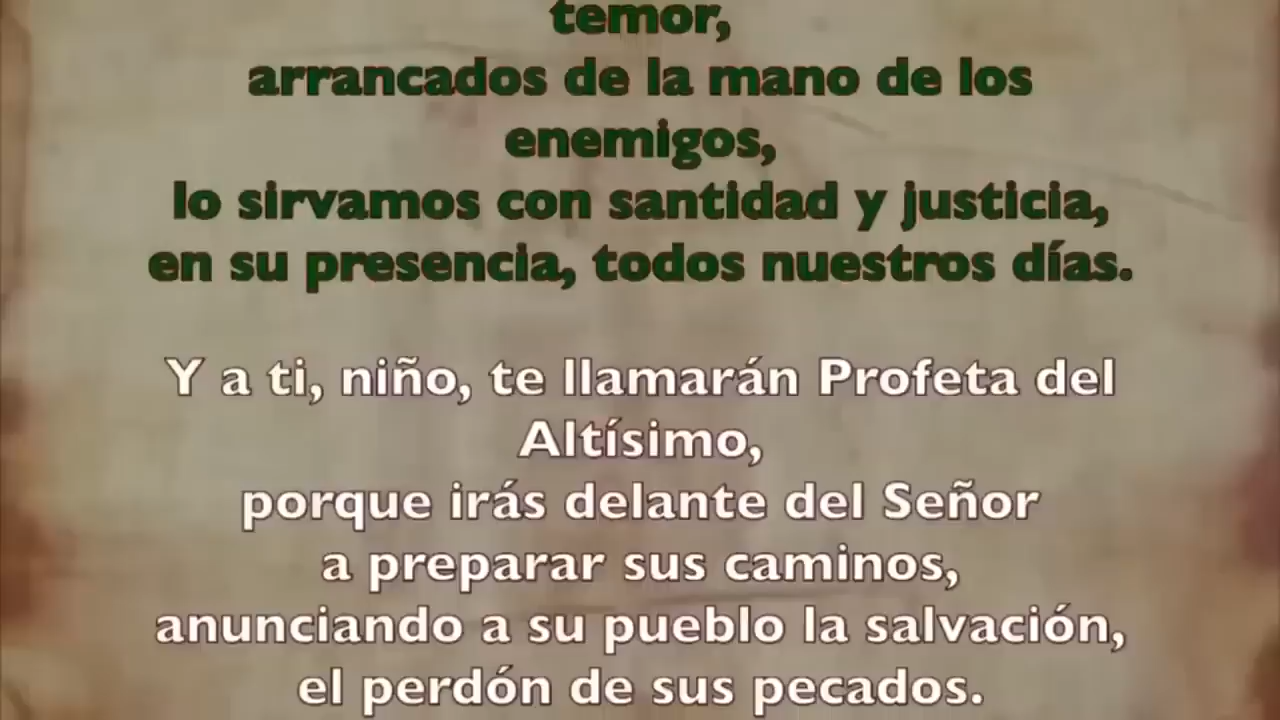 temor,
arrancados de la mano de los
enemigos,
lo sirvamos con santidad y justicia,
en su presencia, todos nuestros días.
Y a ti, niño, te llamarán Profeta del
Altísimo,
porque irás delante del Señor
a preparar sus caminos,
anunciando a su pueblo la salvación,
el perdón de sus pecados.